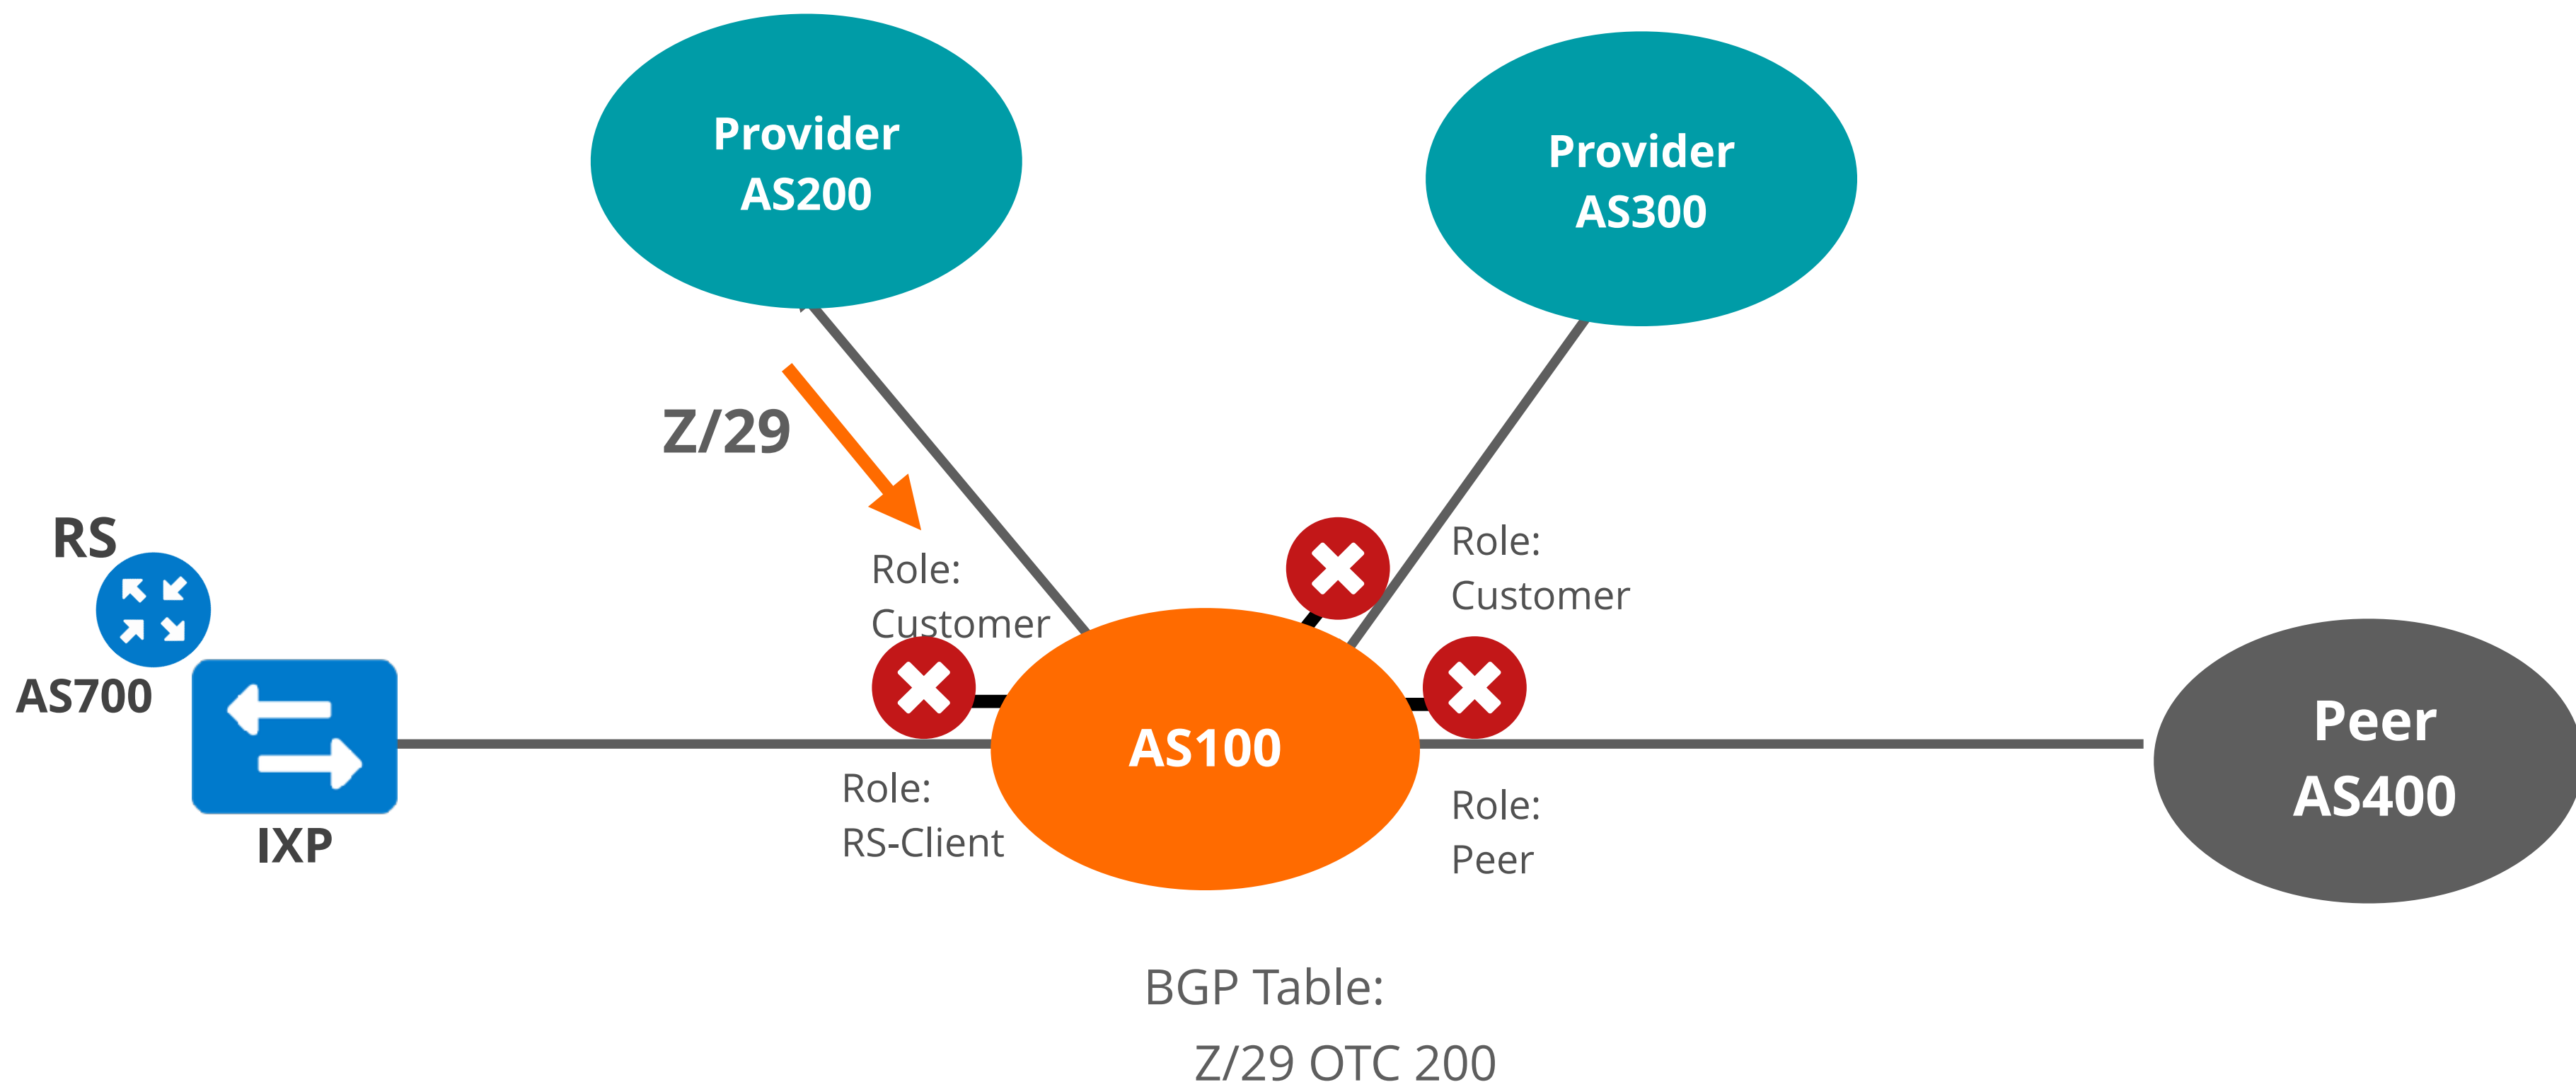 Provider
AS200
Provider
AS300
Z/29
RS
AS700
IXP
Role:
Customer
Role:
Customer
AS100
Role:
RS-Client
Role:
Peer
Peer
AS400
BGP Table:
Z/29 OTC 200